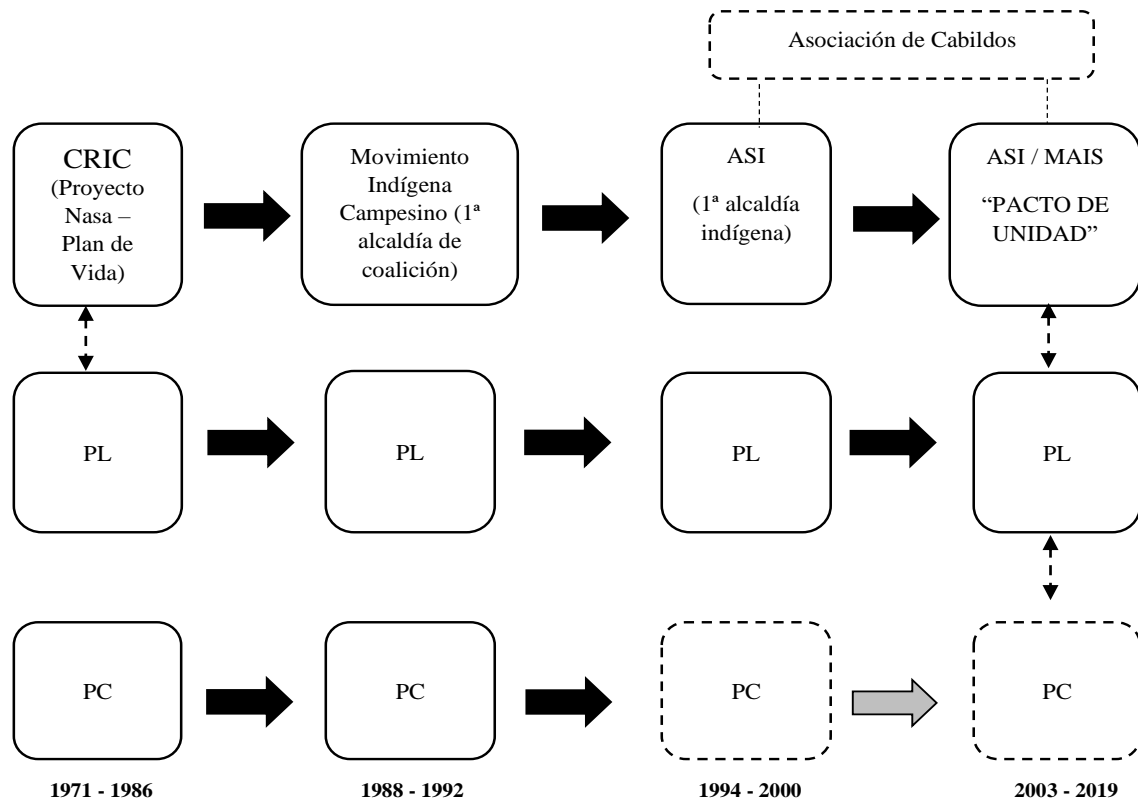 Asociación de Cabildos
CRIC
(Proyecto
Nasa –
Plan de
Vida)
Movimiento
Indígena
Campesino (1ª
alcaldía de
coalición)
ASI
(1ª alcaldía
indígena)
ASI / MAIS
“PACTO DE
UNIDAD”
PL
PL
PL
PL
PC
PC
PC
PC
1971 - 1986
1988 - 1992
1994 - 2000
2003 - 2019